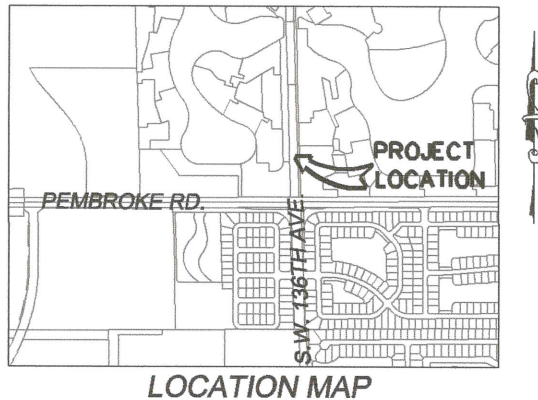 PROJECT
LOCATION
PEMBROKE RD.
S.W. 136TH AVE.
LOCATION MAP